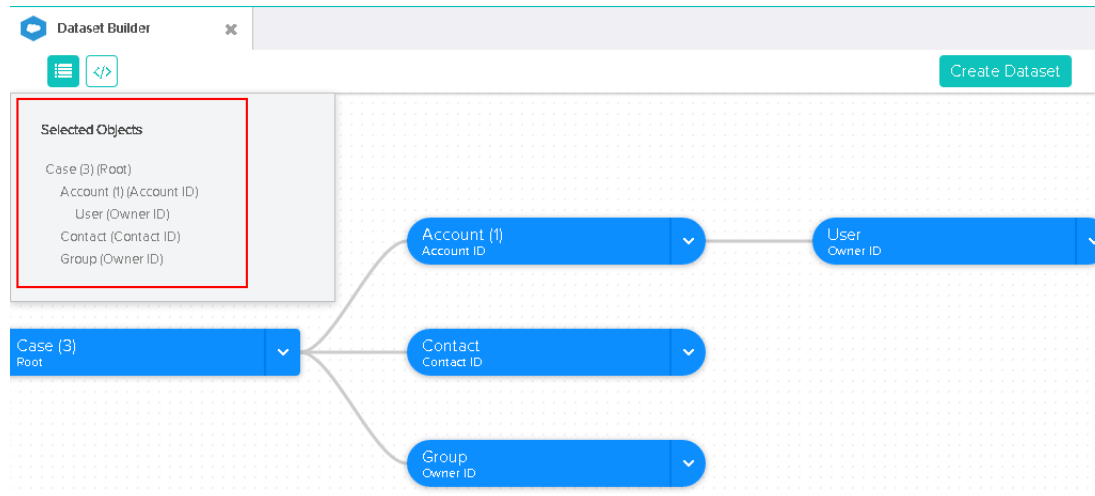 Dataset Builder
</>
Create Dataset
Selected Objects
Case (3) (Root)
Account (1) (Account ID)
User (Owner ID)
Contact (Contact ID)
Group (Owner ID)
Account (1)
Account ID
User
Owner ID
Case (3)
Root
Contact
Contact ID
Group
Owner ID